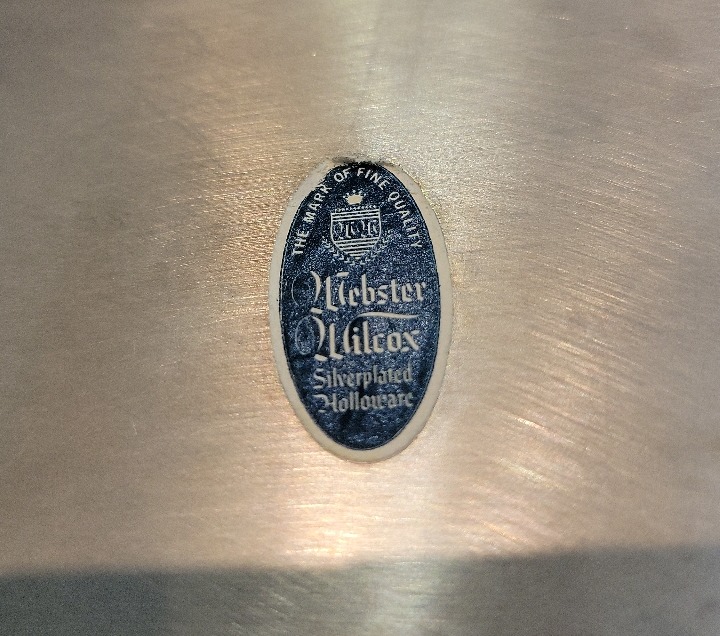 THE MARK OF FINE QUALITY
WW
Webster
Wilcox
Silverplated
Holloware